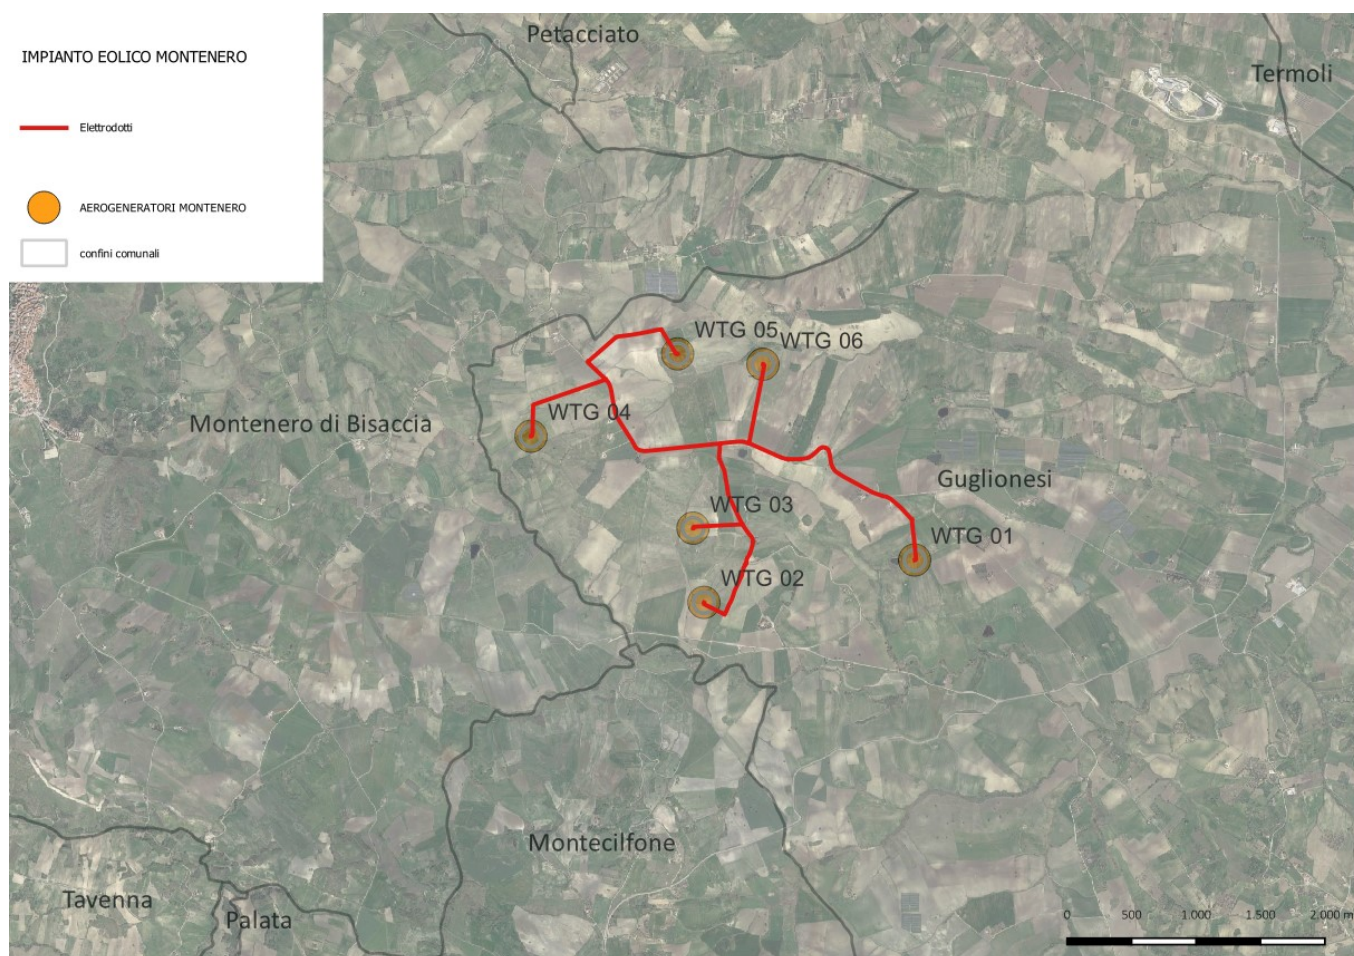 IMPIANTO EOLICO MONTENERO
Elettrodotti
AEROGENERATORI MONTENERO
confini comunali
Petacciato
Termoli
WTG 05
WTG 06
WTG 04
Montenero di Bisaccia
Guglionesi
WTG 03
WTG 01
WTG 02
Montecilfone
Tavenna
Palata
0 500 1.000 1.500 2.000 m